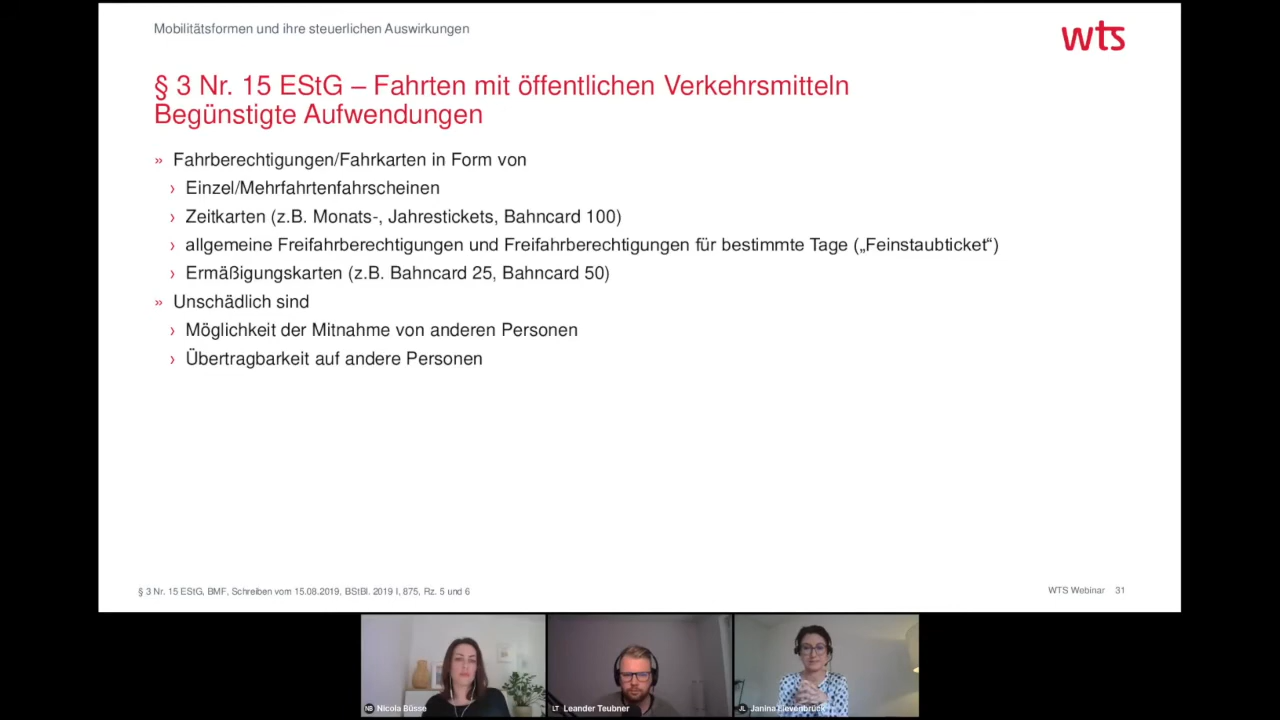 Mobilitätsformen und ihre steuerlichen Auswirkungen
wts
§ 3 Nr. 15 EStG – Fahrten mit öffentlichen Verkehrsmitteln
Begünstigte Aufwendungen
» Fahrberechtigungen/Fahrkarten in Form von
› Einzel/Mehrfahrtenfahrscheinen
› Zeitkarten (z.B. Monats-, Jahrestickets, Bahncard 100)
› allgemeine Freifahrberechtigungen und Freifahrberechtigungen für bestimmte Tage („Feinstaubticket“)
› Ermäßigungskarten (z.B. Bahncard 25, Bahncard 50)
» Unschädlich sind
› Möglichkeit der Mitnahme von anderen Personen
› Übertragbarkeit auf andere Personen
§ 3 Nr. 15 EStG, BMF, Schreiben vom 15.08.2019, BStBl. 2019 I, 875, Rz. 5 und 6
WTS Webinar 31
NB Nicola Büsse
LT Leander Teubner
JL Janina